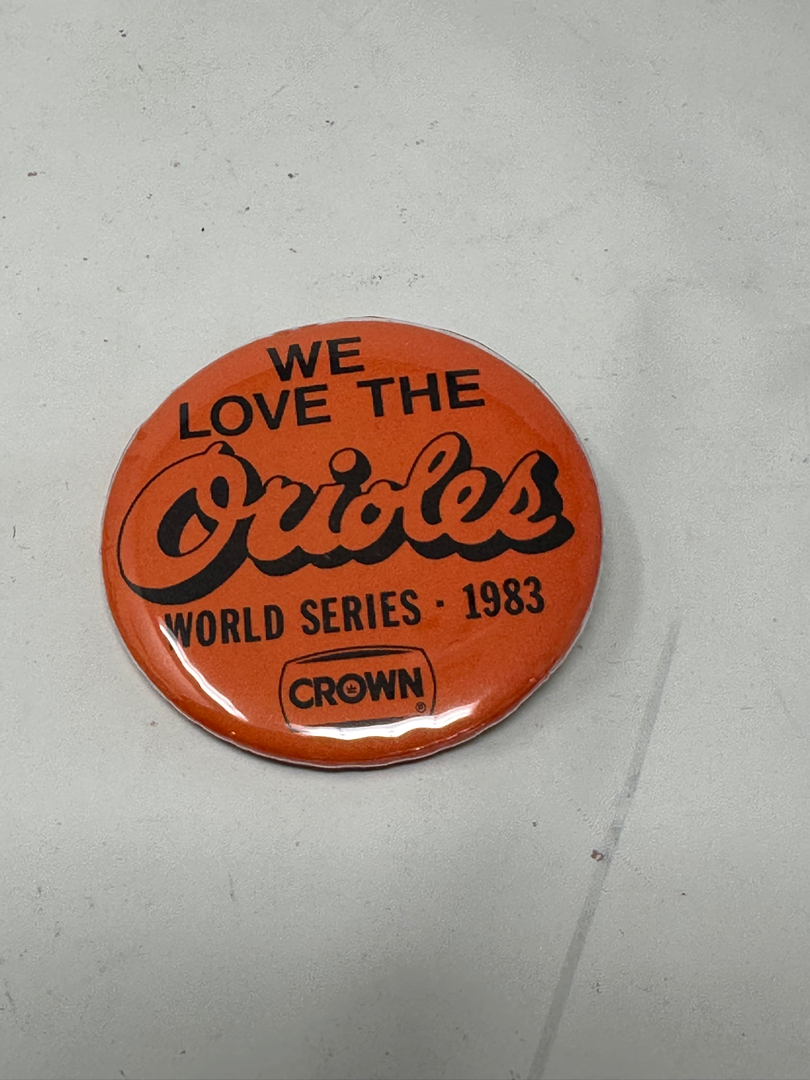 WE
LOVE THE
Orioles
WORLD SERIES · 1983
CROWN
®